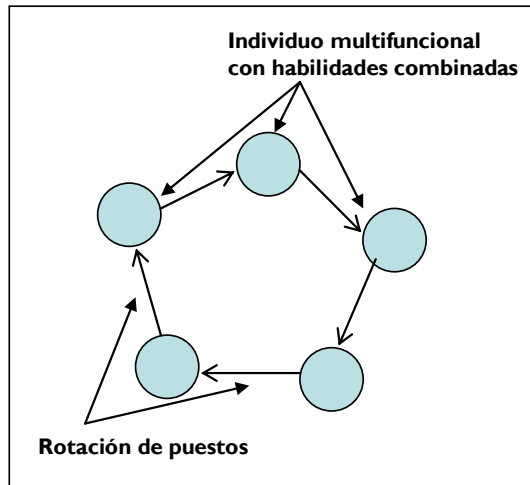 Individuo multifuncional
con habilidades combinadas
Rotación de puestos